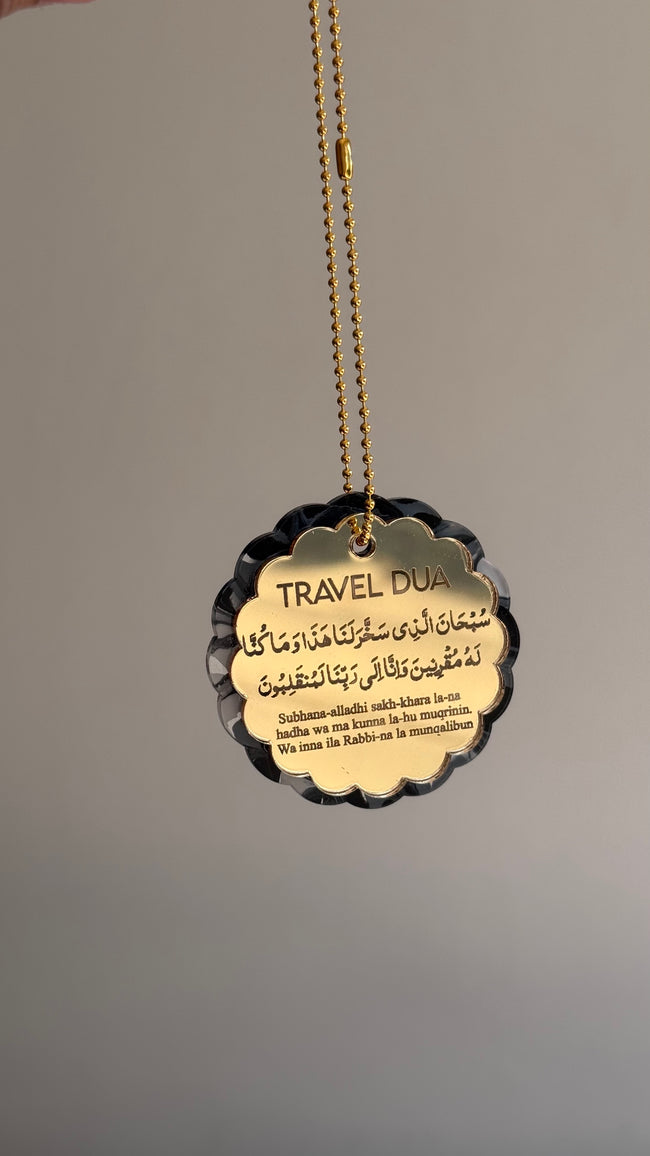 TRAVEL DUA
سُبْحَانَ الَّذِى سَخَّرَ لَنَا هَذَا وَمَا كُنَّا
لَهُ مُقْرِنِينَ وَإِنَّا إِلَى رَبِّنَا لَمُنقَلِبُونَ
Subhana-alladhi sakh-khara la-na
hadha wa ma kunna la-hu muqrinin.
Wa inna ila Rabbi-na la munqalibun